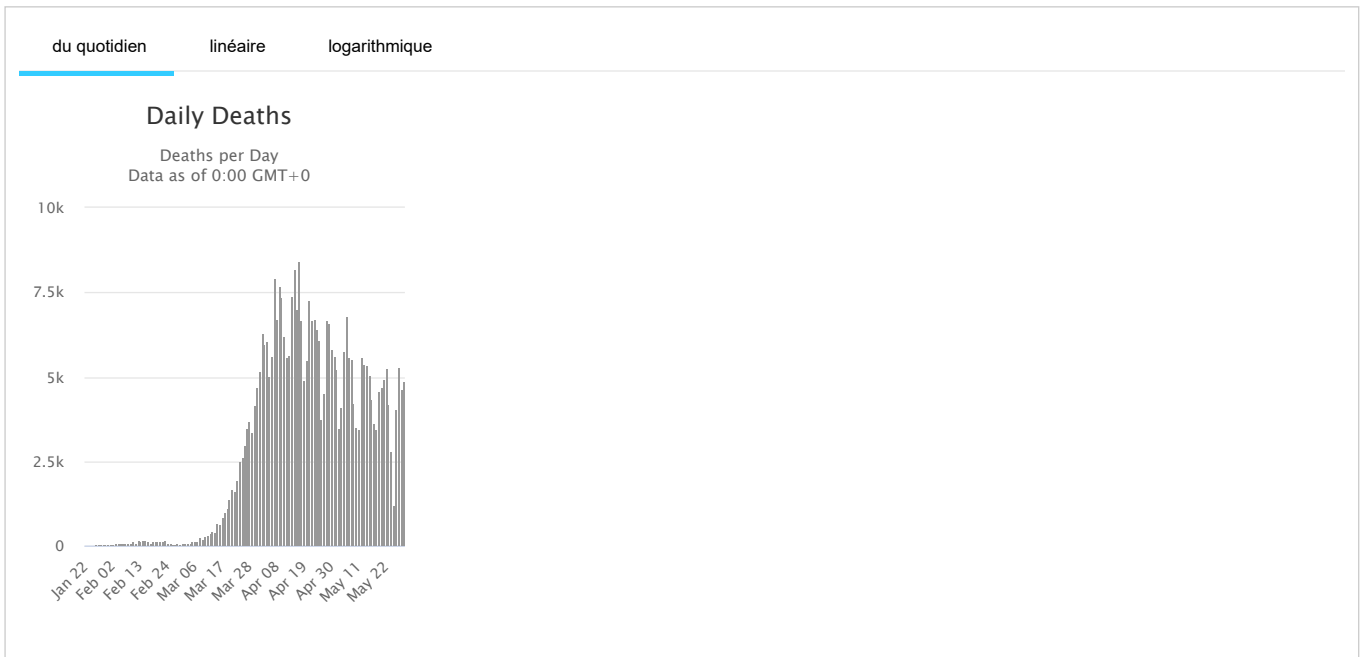 du quotidien linéaire logarithmique
Daily Deaths
Deaths per Day
Data as of 0:00 GMT+0
10k
7.5k
5k
2.5k
0
Jan 22 Feb 02 Feb 13 Feb 24 Mar 06 Mar 17 Mar 28 Apr 08 Apr 19 Apr 30 May 11 May 22